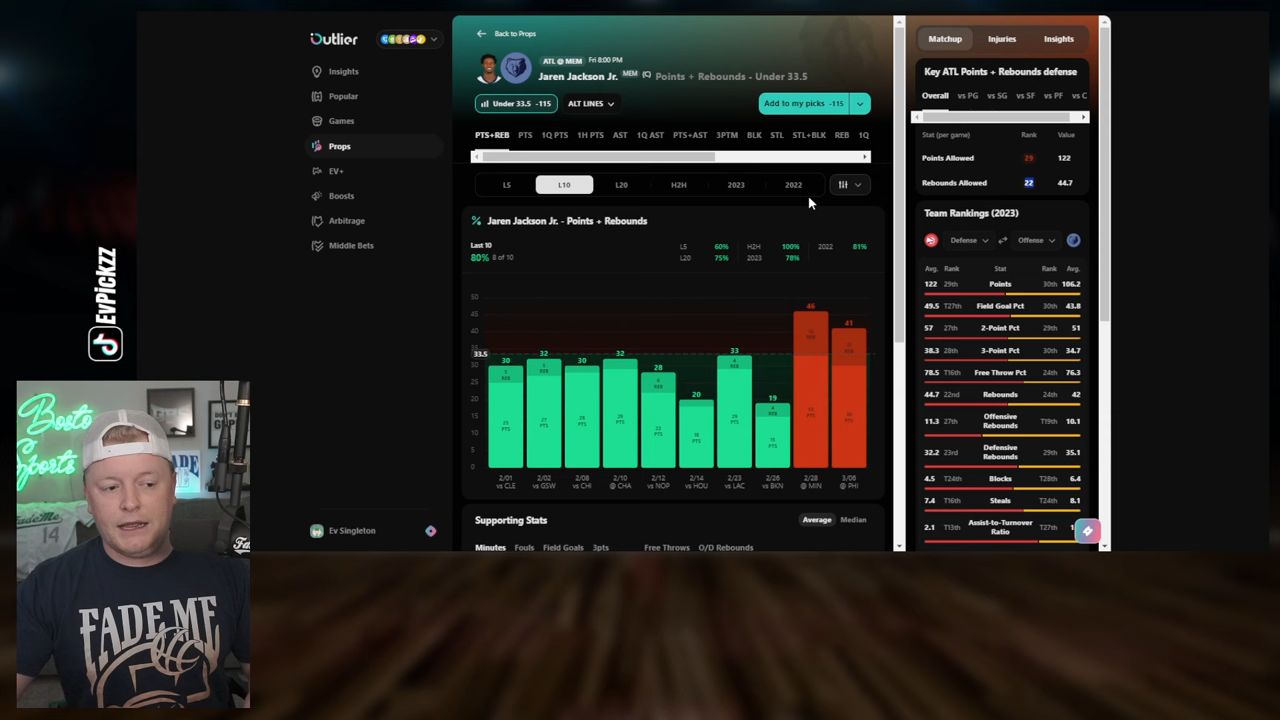 Outlier
Insights
Popular
Games
Props
EV+
Boosts
Arbitrage
Middle Bets
Ev Singleton
Back to Props
ATL @ MEM Fri 8:00 PM
Jaren Jackson Jr. MEM Points + Rebounds - Under 33.5
Under 33.5 -115 ALT LINES
Add to my picks -115
PTS+REB PTS 1Q PTS 1H PTS AST 1Q AST PTS+AST 3PTM BLK STL STL+BLK REB 1Q
L5 L10 L20 H2H 2023 2022
Jaren Jackson Jr. - Points + Rebounds
Last 10
80% 8 of 10
L5 60% H2H 100% 2022 81%
L20 75% 2023 78%
50
45
40
35
33.5
30
25
20
15
10
5
0
30 32 30 32 28 20 33 19 46 41
2/01 2/02 2/08 2/10 2/12 2/14 2/23 2/26 2/28 3/06
vs CLE vs GSW vs CHI @ CHA vs NOP vs HOU vs LAC vs BKN @ MIN @ PHI
Supporting Stats
Average Median
Minutes Fouls Field Goals 3pts Free Throws O/D Rebounds
Matchup Injuries Insights
Key ATL Points + Rebounds defense
Overall vs PG vs SG vs SF vs PF vs C
Stat (per game) Rank Value
Points Allowed 29 122
Rebounds Allowed 22 44.7
Team Rankings (2023)
Defense Offense
Avg. Rank Stat Rank Avg.
122 29th Points 30th 106.2
49.5 T27th Field Goal Pct 30th 43.8
57 27th 2-Point Pct 29th 51
38.3 28th 3-Point Pct 30th 34.7
78.5 T16th Free Throw Pct 24th 76.3
44.7 22nd Rebounds 24th 42
11.3 27th Offensive Rebounds T19th 10.1
32.2 23rd Defensive Rebounds 29th 35.1
4.5 T24th Blocks T28th 6.4
7.4 T16th Steals T24th 8.1
2.1 T13th Assist-to-Turnover Ratio T27th
EvPickzz
FADE ME
14